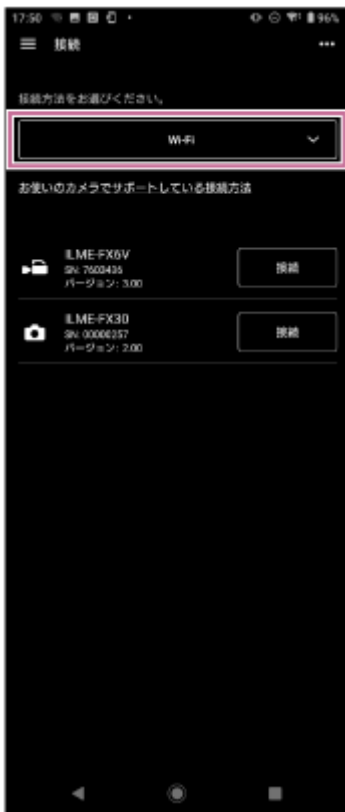 17:50 96%
接続
接続方法をお選びください。
Wi-Fi
お使いのカメラでサポートしている接続方法
ILME-FX6V
SN: 7603435
バージョン: 3.00
接続
ILME-FX30
SN: 00000257
バージョン: 2.00
接続